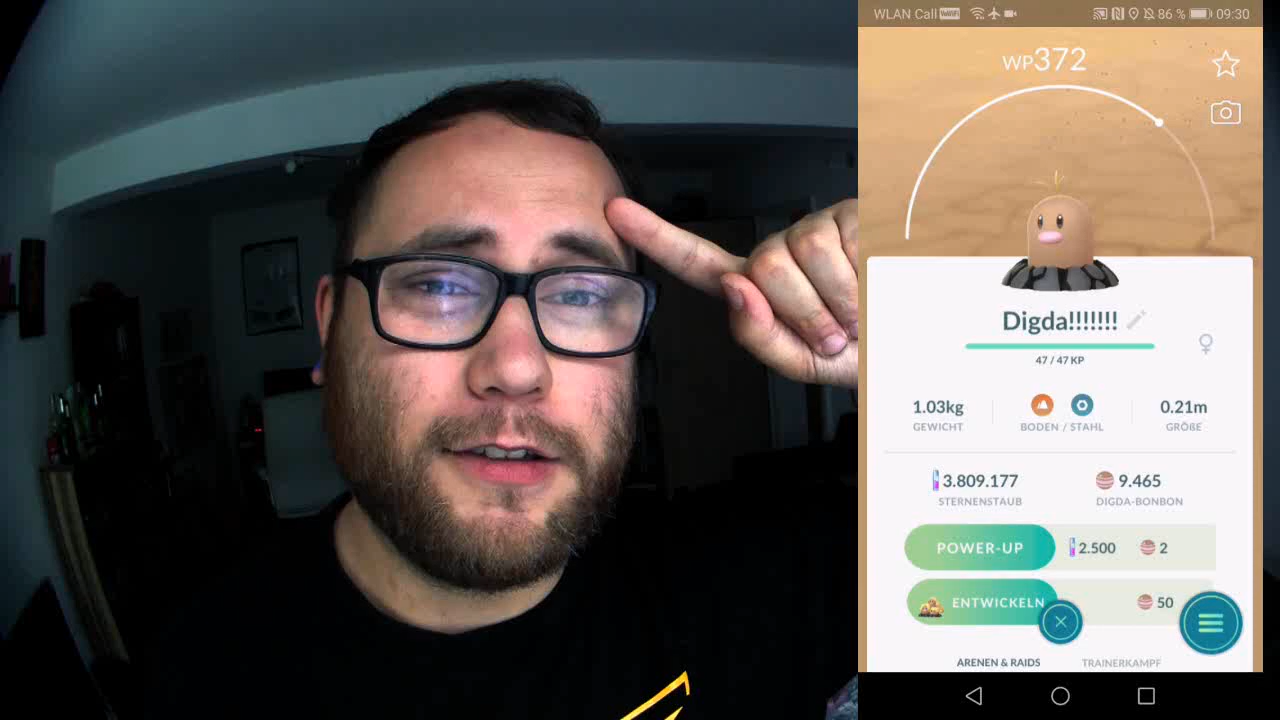 WLAN Call VoWiFi 86 % 09:30
WP372
Digda!!!!!!!
47 / 47 KP
1.03kg
GEWICHT
BODEN / STAHL
0.21m
GRÖßE
3.809.177
STERNENSTAUB
9.465
DIGDA-BONBON
POWER-UP 2.500 2
ENTWICKELN 50
ARENEN & RAIDS TRAINERKAMPF